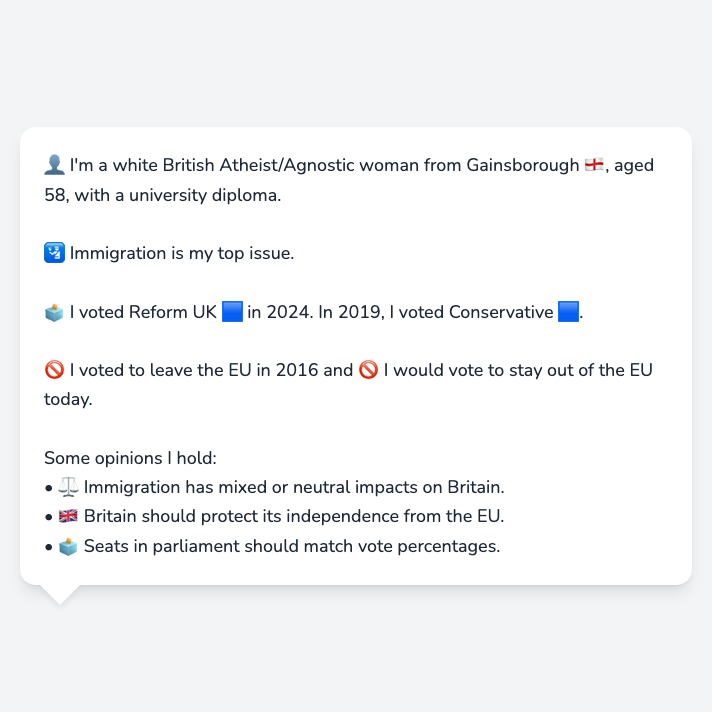 👤 I'm a white British Atheist/Agnostic woman from Gainsborough 🏴󠁧󠁢󠁥󠁮󠁧󠁿, aged
58, with a university diploma.
🛂 Immigration is my top issue.
🗳️ I voted Reform UK 🟦 in 2024. In 2019, I voted Conservative 🟦.
🚫 I voted to leave the EU in 2016 and 🚫 I would vote to stay out of the EU
today.
Some opinions I hold:
• ⚖️ Immigration has mixed or neutral impacts on Britain.
• 🇬🇧 Britain should protect its independence from the EU.
• 🗳️ Seats in parliament should match vote percentages.